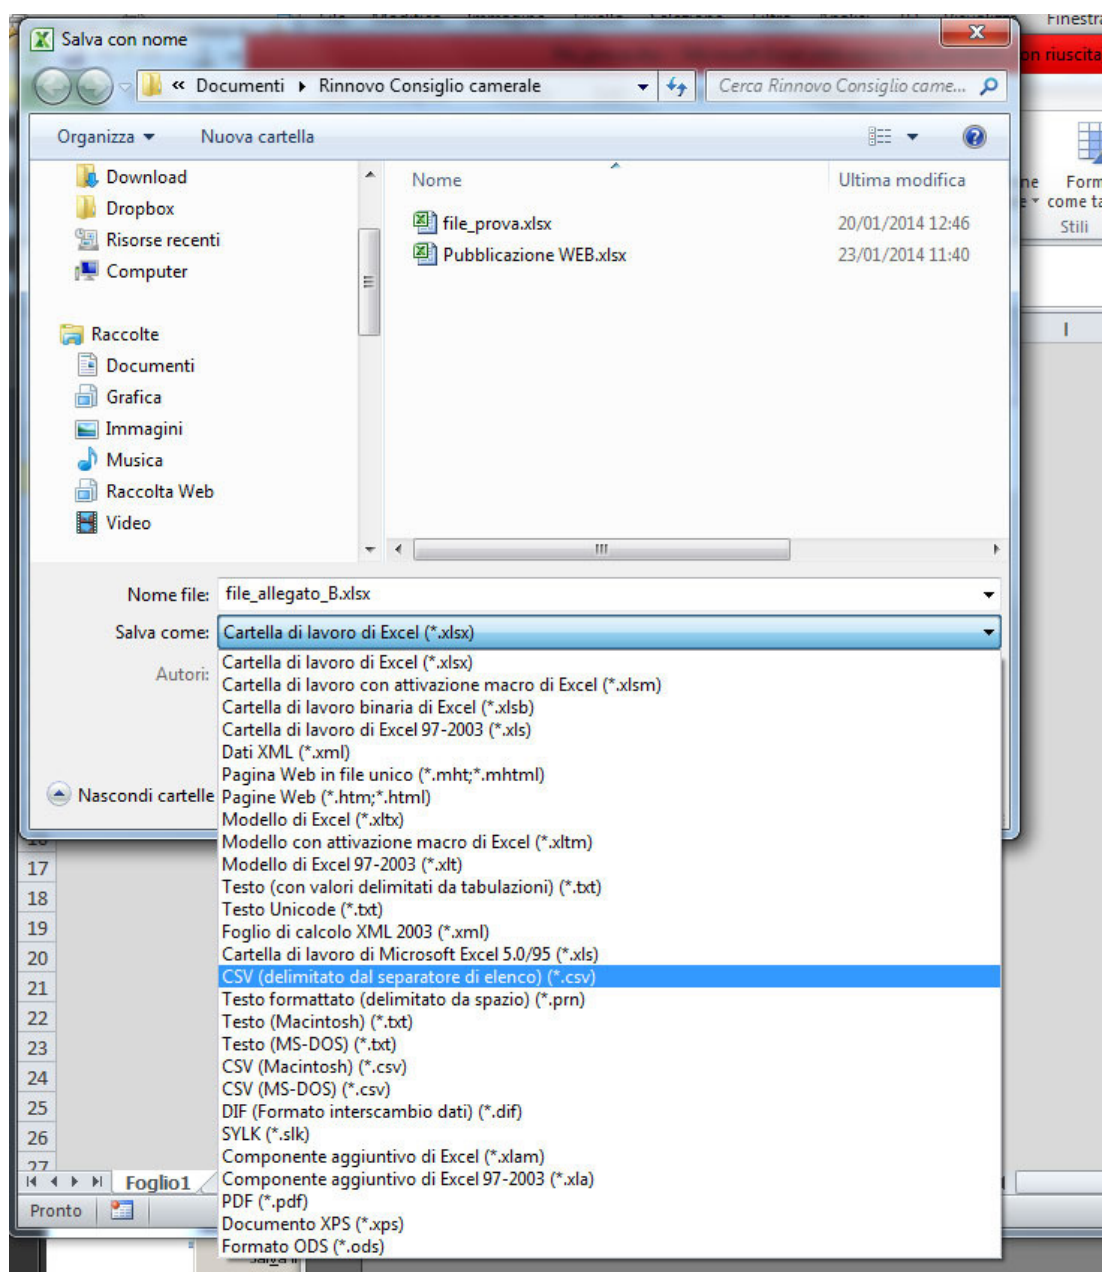 Finestra
Salva con nome
x
on riuscita
« Documenti ▸ Rinnovo Consiglio camerale
Cerca Rinnovo Consiglio came...
Organizza
Nuova cartella
Download
Dropbox
Risorse recenti
Computer
Raccolte
Documenti
Grafica
Immagini
Musica
Raccolta Web
Video
Nome
Ultima modifica
file_prova.xlsx
20/01/2014 12:46
Pubblicazione WEB.xlsx
23/01/2014 11:40
ne
Form
come ta
Stili
I
Nome file: file_allegato_B.xlsx
Salva come: Cartella di lavoro di Excel (*.xlsx)
Autori:
Cartella di lavoro di Excel (*.xlsx)
Cartella di lavoro con attivazione macro di Excel (*.xlsm)
Cartella di lavoro binaria di Excel (*.xlsb)
Cartella di lavoro di Excel 97-2003 (*.xls)
Dati XML (*.xml)
Pagina Web in file unico (*.mht;*.mhtml)
Nascondi cartelle
Pagine Web (*.htm;*.html)
Modello di Excel (*.xltx)
Modello con attivazione macro di Excel (*.xltm)
Modello di Excel 97-2003 (*.xlt)
Testo (con valori delimitati da tabulazioni) (*.txt)
Testo Unicode (*.txt)
Foglio di calcolo XML 2003 (*.xml)
Cartella di lavoro di Microsoft Excel 5.0/95 (*.xls)
CSV (delimitato dal separatore di elenco) (*.csv)
Testo formattato (delimitato da spazio) (*.prn)
Testo (Macintosh) (*.txt)
Testo (MS-DOS) (*.txt)
CSV (Macintosh) (*.csv)
CSV (MS-DOS) (*.csv)
DIF (Formato interscambio dati) (*.dif)
SYLK (*.slk)
Componente aggiuntivo di Excel (*.xlam)
Componente aggiuntivo di Excel 97-2003 (*.xla)
PDF (*.pdf)
Documento XPS (*.xps)
Formato ODS (*.ods)
17
18
19
20
21
22
23
24
25
26
27
Foglio1
Pronto